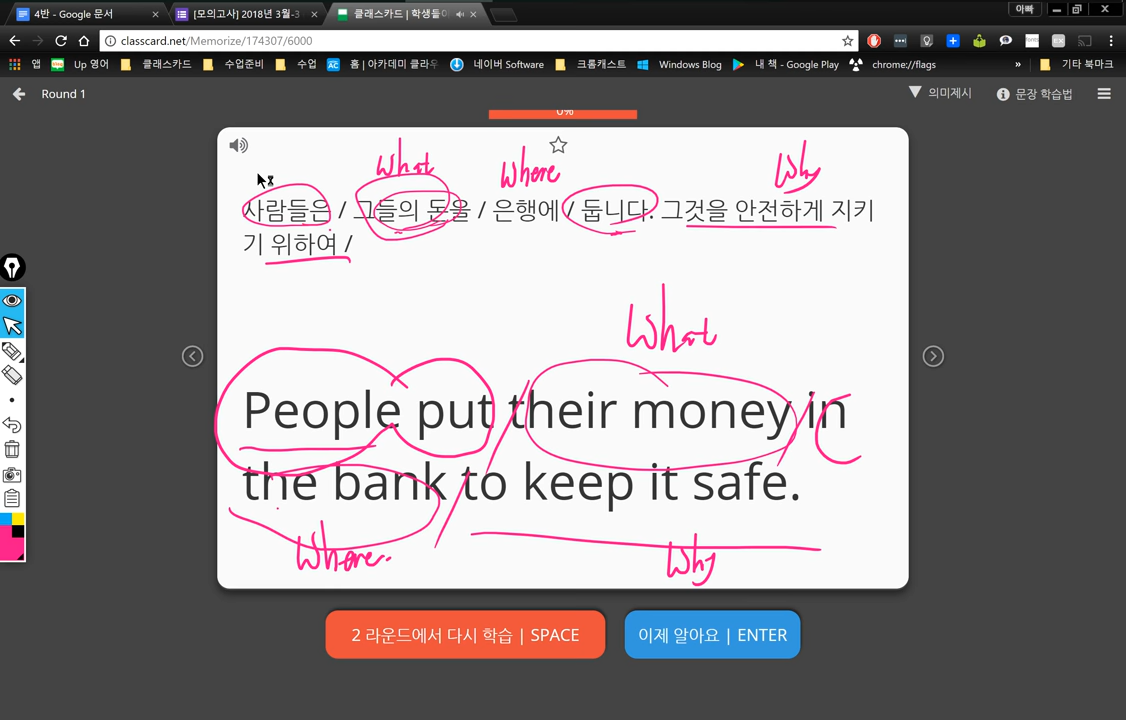 4반 - Google 문서
[모의고사] 2018년 3월-3
클래스카드 | 학생들이
아빠
classcard.net/Memorize/174307/6000
앱 Up 영어 클래스카드 수업준비 수업 홈 | 아카데미 클라우 네이버 Software 크롬캐스트 Windows Blog 내 책 - Google Play chrome://flags » 기타 북마크
Round 1
의미제시 문장 학습법
0%
What Where Why
사람들은 / 그들의 돈을 / 은행에 / 둡니다. 그것을 안전하게 지키
기 위하여 /
What
People put their money in
the bank to keep it safe.
Where. Why
2 라운드에서 다시 학습 | SPACE
이제 알아요 | ENTER